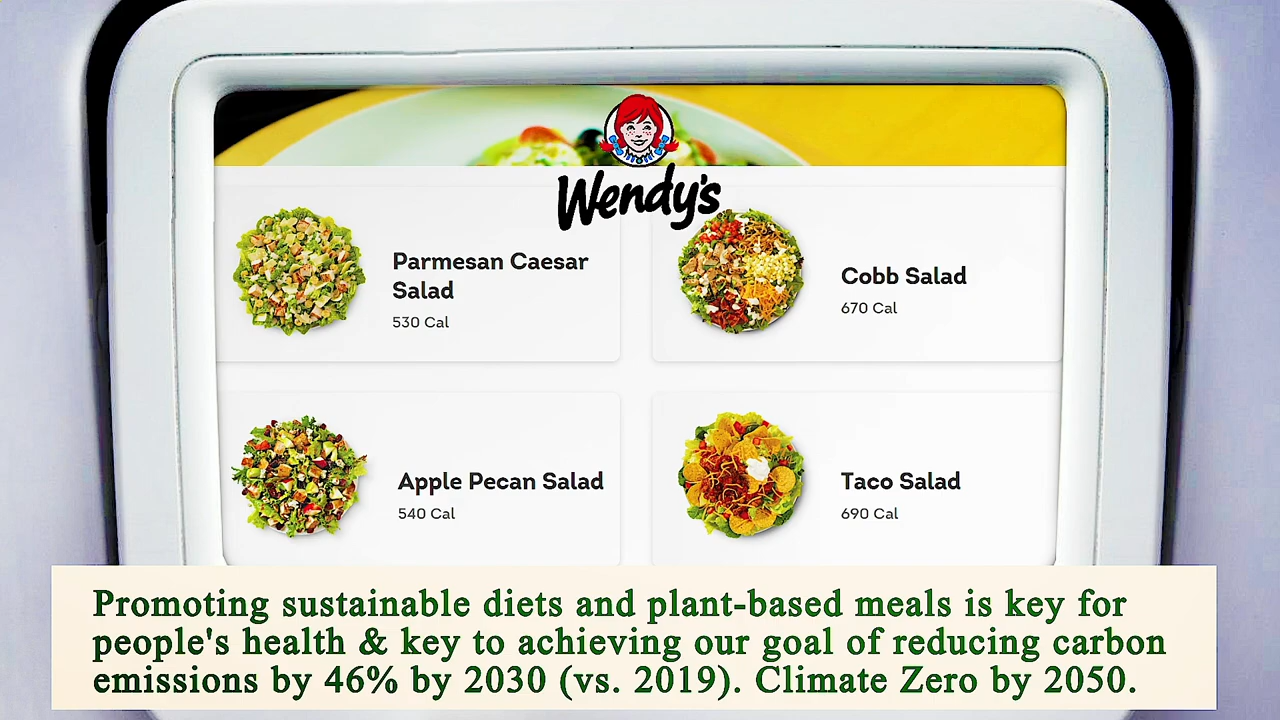 Wendy's
Parmesan Caesar
Salad
530 Cal
Cobb Salad
670 Cal
Apple Pecan Salad
540 Cal
Taco Salad
690 Cal
Promoting sustainable diets and plant-based meals is key for
people's health & key to achieving our goal of reducing carbon
emissions by 46% by 2030 (vs. 2019). Climate Zero by 2050.